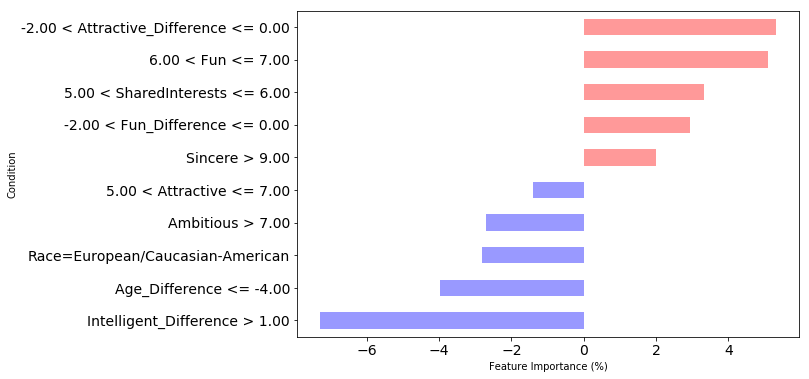 -2.00 < Attractive_Difference <= 0.00
6.00 < Fun <= 7.00
5.00 < SharedInterests <= 6.00
-2.00 < Fun_Difference <= 0.00
Sincere > 9.00
5.00 < Attractive <= 7.00
Ambitious > 7.00
Race=European/Caucasian-American
Age_Difference <= -4.00
Intelligent_Difference > 1.00
Condition
−6 −4 −2 0 2 4
Feature Importance (%)